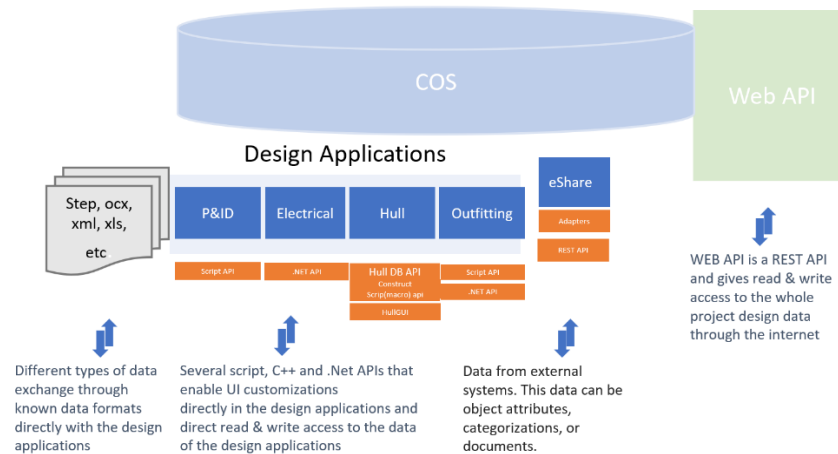 COS
Web API
Design Applications
Step, ocx,
xml, xls,
etc
P&ID
Electrical
Hull
Outfitting
eShare
Adapters
REST API
Script API
.NET API
Hull DB API
Construct
Scrip(macro) api
HullGUI
Script API
.NET API
Different types of data
exchange through
known data formats
directly with the design
applications
Several script, C++ and .Net APIs that
enable UI customizations
directly in the design applications and
direct read & write access to the data
of the design applications
Data from external
systems. This data can be
object attributes,
categorizations, or
documents.
WEB API is a REST API
and gives read & write
access to the whole
project design data
through the internet